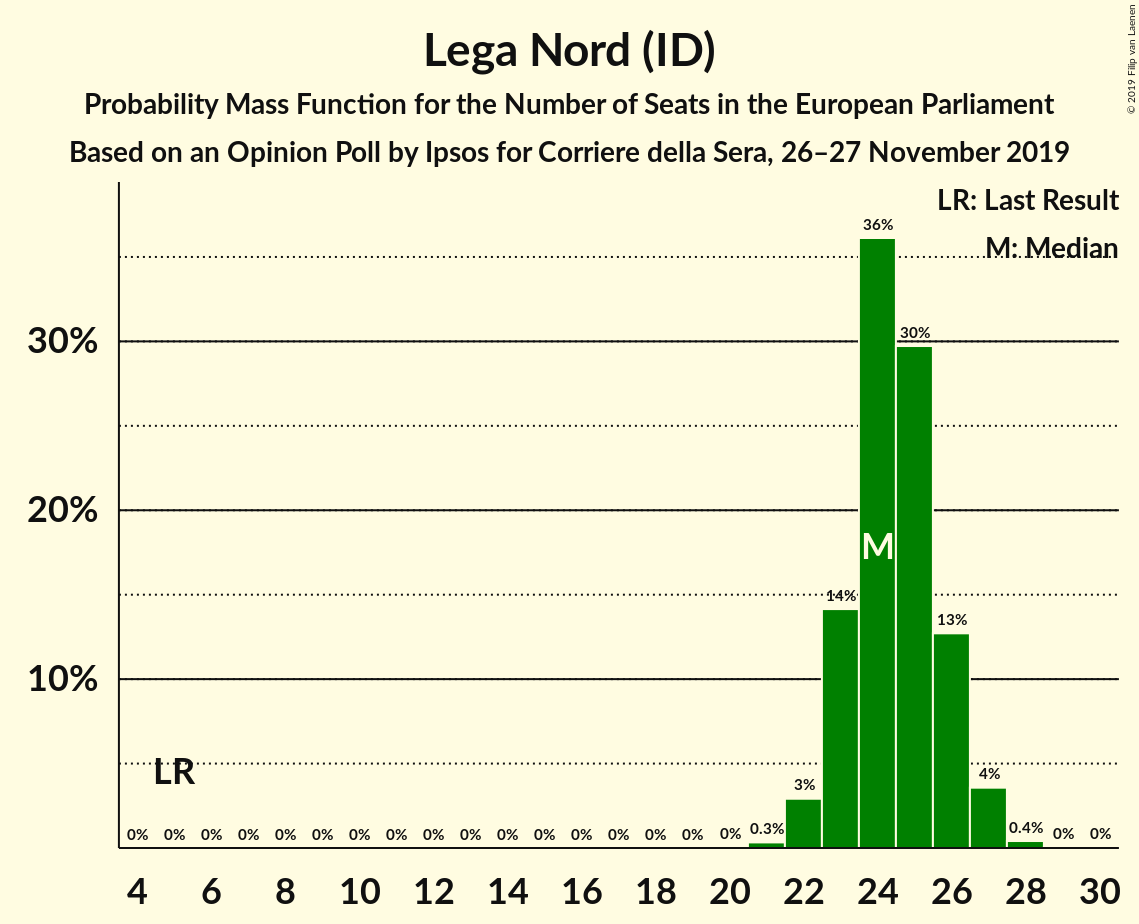 Lega Nord (ID)
Probability Mass Function for the Number of Seats in the European Parliament
Based on an Opinion Poll by Ipsos for Corriere della Sera, 26–27 November 2019
© 2019 Filip van Laenen
LR: Last Result
M: Median
36%
30%
30%
20%
M
14%
13%
10%
LR
4%
3%
0% 0% 0% 0% 0% 0% 0% 0% 0% 0% 0% 0% 0% 0% 0% 0% 0% 0.3% 0.4% 0% 0%
4 6 8 10 12 14 16 18 20 22 24 26 28 30